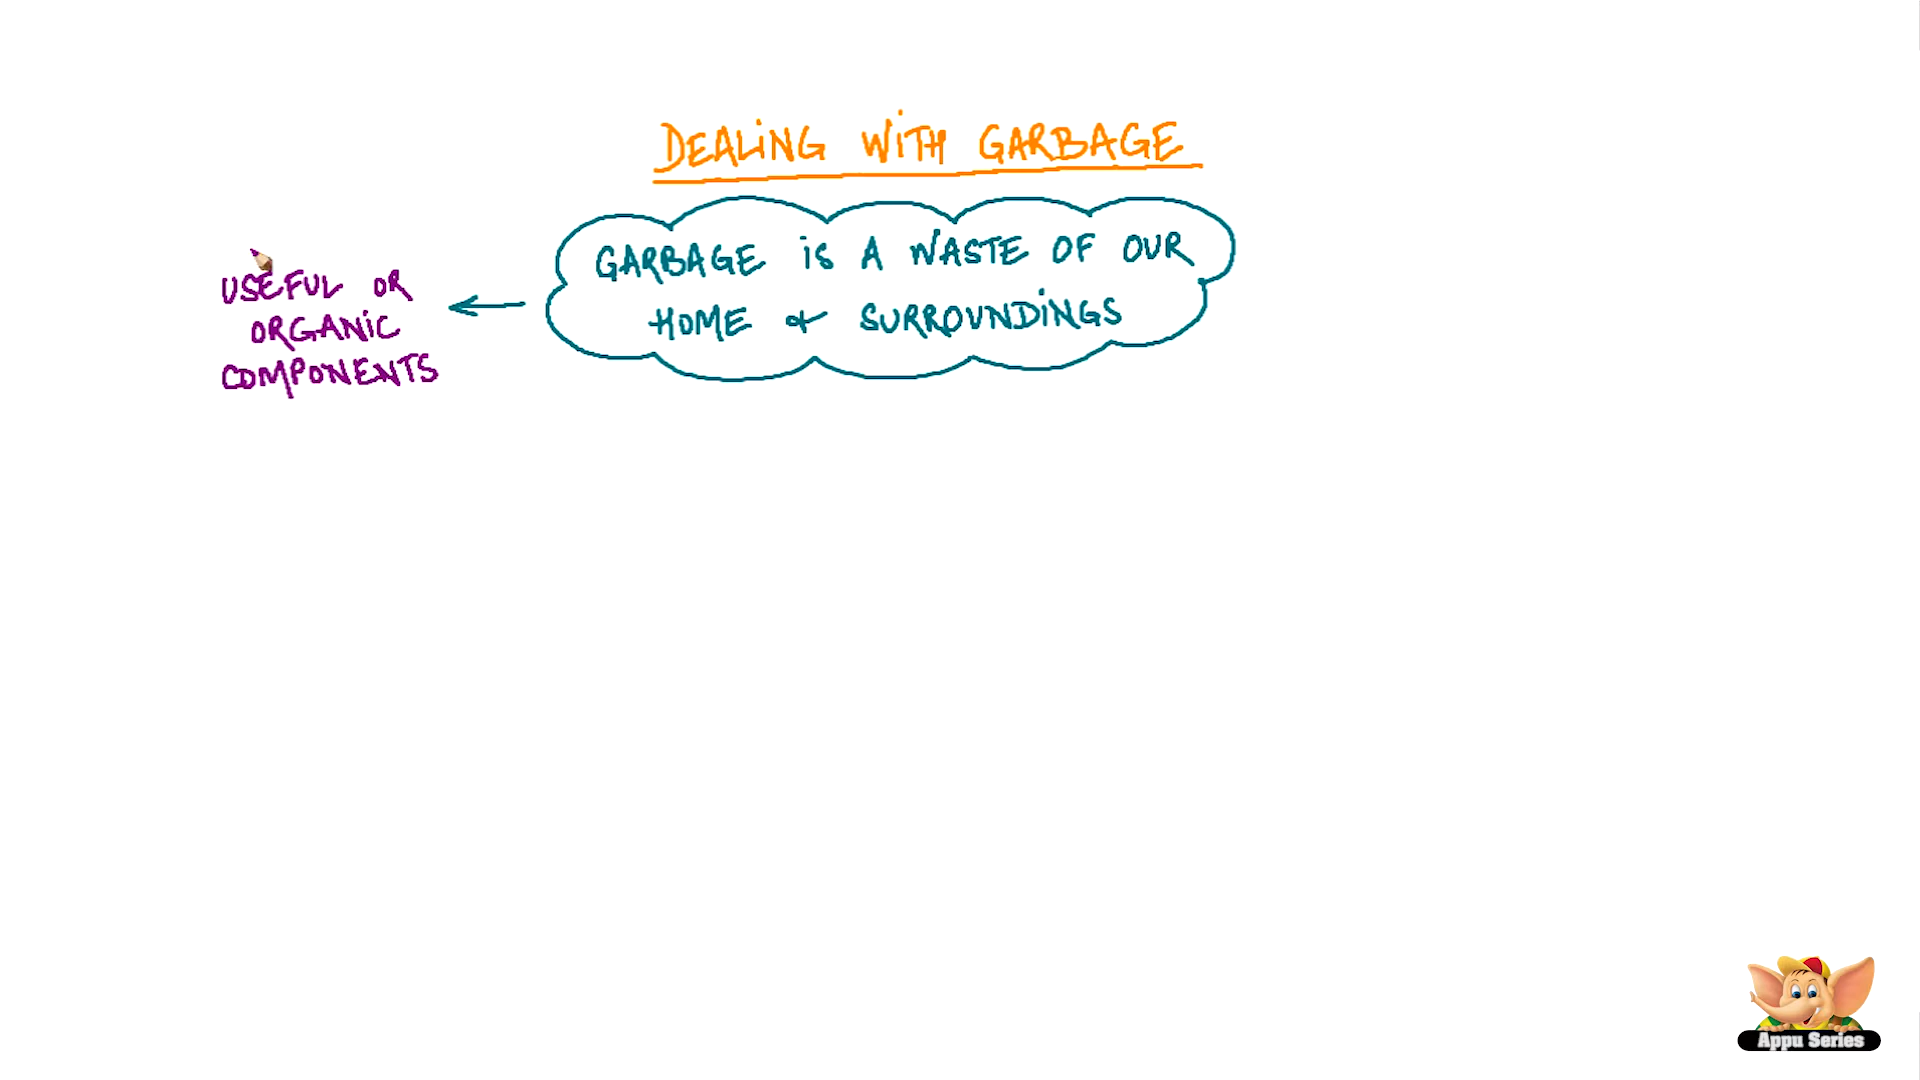 DEALING WITH GARBAGE
GARBAGE IS A WASTE OF OUR
HOME & SURROUNDINGS
USEFUL OR
ORGANIC
COMPONENTS
Appu Series